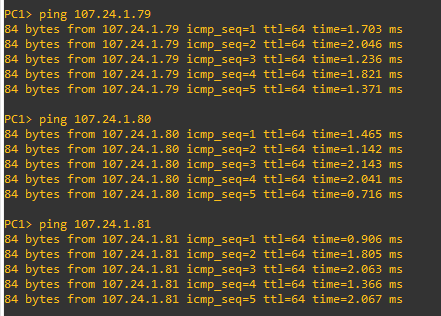 PC1> ping 107.24.1.79
84 bytes from 107.24.1.79 icmp_seq=1 ttl=64 time=1.703 ms
84 bytes from 107.24.1.79 icmp_seq=2 ttl=64 time=2.046 ms
84 bytes from 107.24.1.79 icmp_seq=3 ttl=64 time=1.236 ms
84 bytes from 107.24.1.79 icmp_seq=4 ttl=64 time=1.821 ms
84 bytes from 107.24.1.79 icmp_seq=5 ttl=64 time=1.371 ms
PC1> ping 107.24.1.80
84 bytes from 107.24.1.80 icmp_seq=1 ttl=64 time=1.465 ms
84 bytes from 107.24.1.80 icmp_seq=2 ttl=64 time=1.142 ms
84 bytes from 107.24.1.80 icmp_seq=3 ttl=64 time=2.143 ms
84 bytes from 107.24.1.80 icmp_seq=4 ttl=64 time=2.041 ms
84 bytes from 107.24.1.80 icmp_seq=5 ttl=64 time=0.716 ms
PC1> ping 107.24.1.81
84 bytes from 107.24.1.81 icmp_seq=1 ttl=64 time=0.906 ms
84 bytes from 107.24.1.81 icmp_seq=2 ttl=64 time=1.805 ms
84 bytes from 107.24.1.81 icmp_seq=3 ttl=64 time=2.063 ms
84 bytes from 107.24.1.81 icmp_seq=4 ttl=64 time=1.366 ms
84 bytes from 107.24.1.81 icmp_seq=5 ttl=64 time=2.067 ms